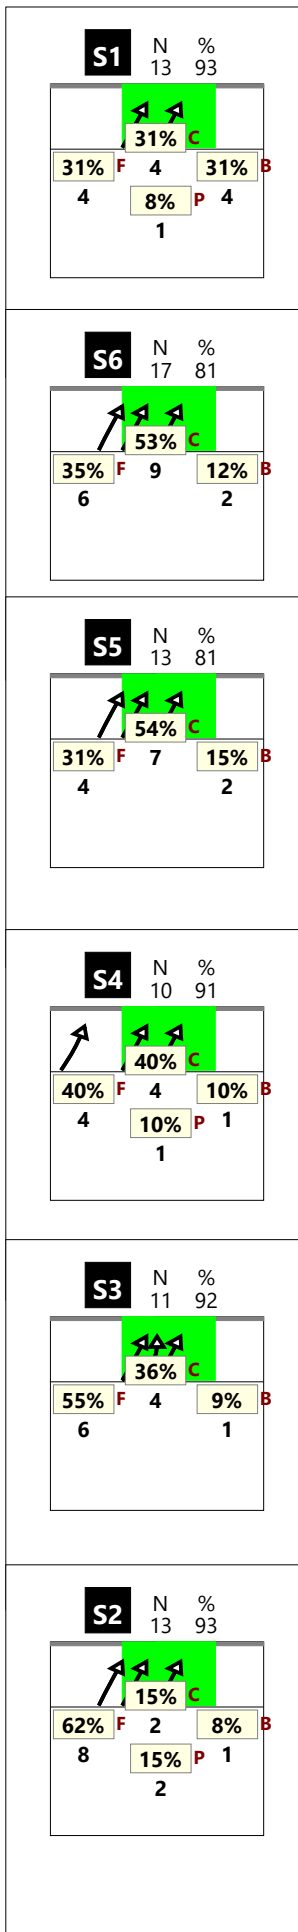 S1 N %
13 93
31% C
31% F 4 31% B
4 8% P 4
1
S6 N %
17 81
53% C
35% F 9 12% B
6 2
S5 N %
13 81
54% C
31% F 7 15% B
4 2
S4 N %
10 91
40% C
40% F 4 10% B
4 10% P 1
1
S3 N %
11 92
36% C
55% F 4 9% B
6 1
S2 N %
13 93
15% C
62% F 2 8% B
8 15% P 1
2